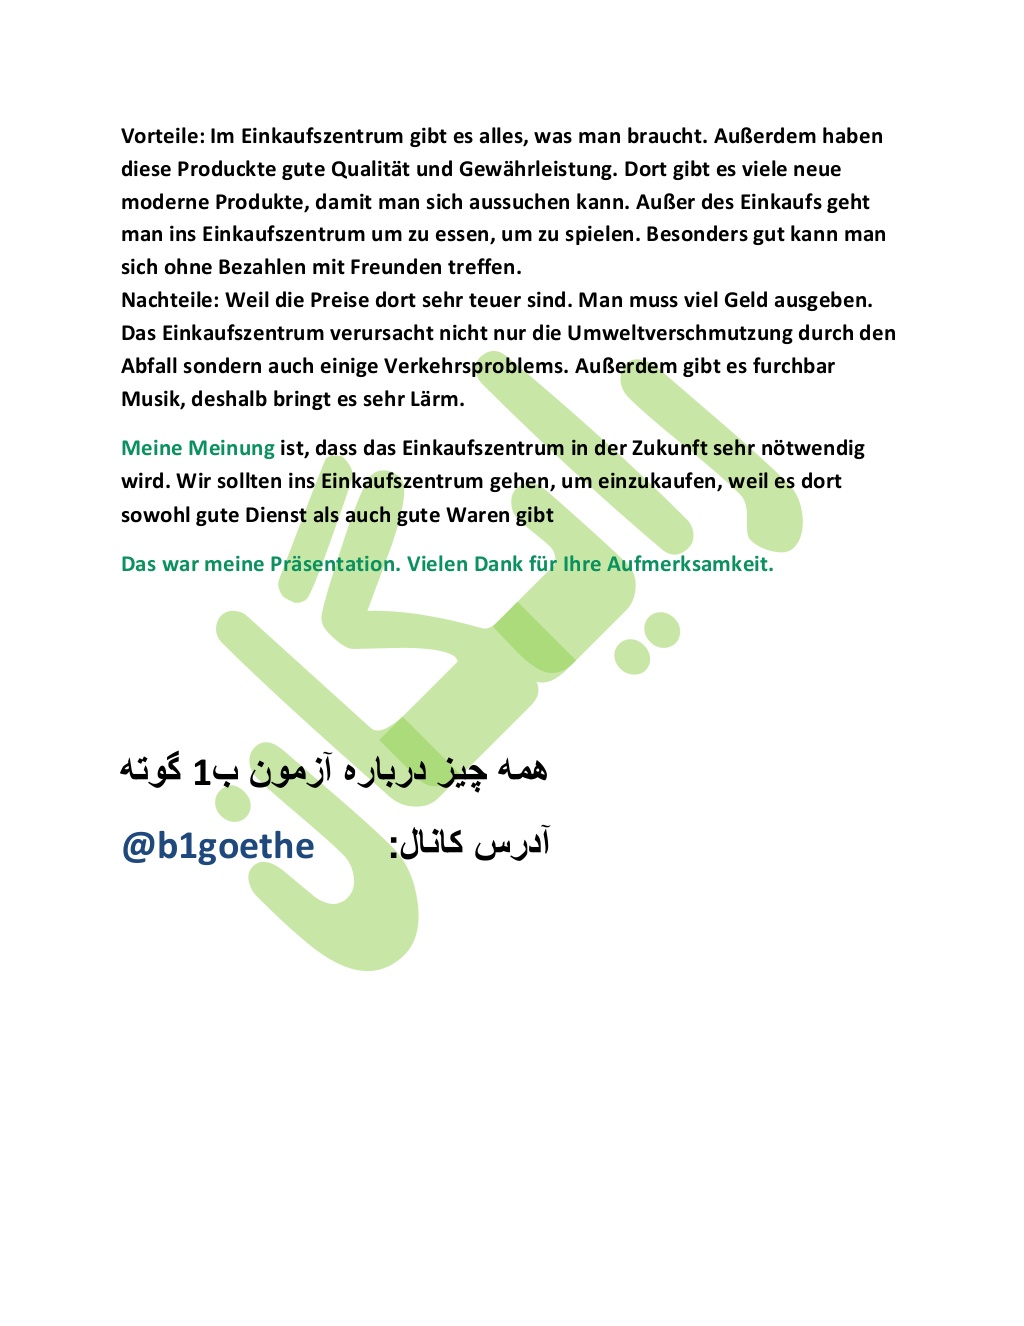 Vorteile: Im Einkaufszentrum gibt es alles, was man braucht. Außerdem haben
diese Produckte gute Qualität und Gewährleistung. Dort gibt es viele neue
moderne Produkte, damit man sich aussuchen kann. Außer des Einkaufs geht
man ins Einkaufszentrum um zu essen, um zu spielen. Besonders gut kann man
sich ohne Bezahlen mit Freunden treffen.
Nachteile: Weil die Preise dort sehr teuer sind. Man muss viel Geld ausgeben.
Das Einkaufszentrum verursacht nicht nur die Umweltverschmutzung durch den
Abfall sondern auch einige Verkehrsproblems. Außerdem gibt es furchbar
Musik, deshalb bringt es sehr Lärm.
Meine Meinung ist, dass das Einkaufszentrum in der Zukunft sehr nötwendig
wird. Wir sollten ins Einkaufszentrum gehen, um einzukaufen, weil es dort
sowohl gute Dienst als auch gute Waren gibt
Das war meine Präsentation. Vielen Dank für Ihre Aufmerksamkeit.
رایگان
همه چیز درباره آزمون ب1 گوته
آدرس کانال: @b1goethe